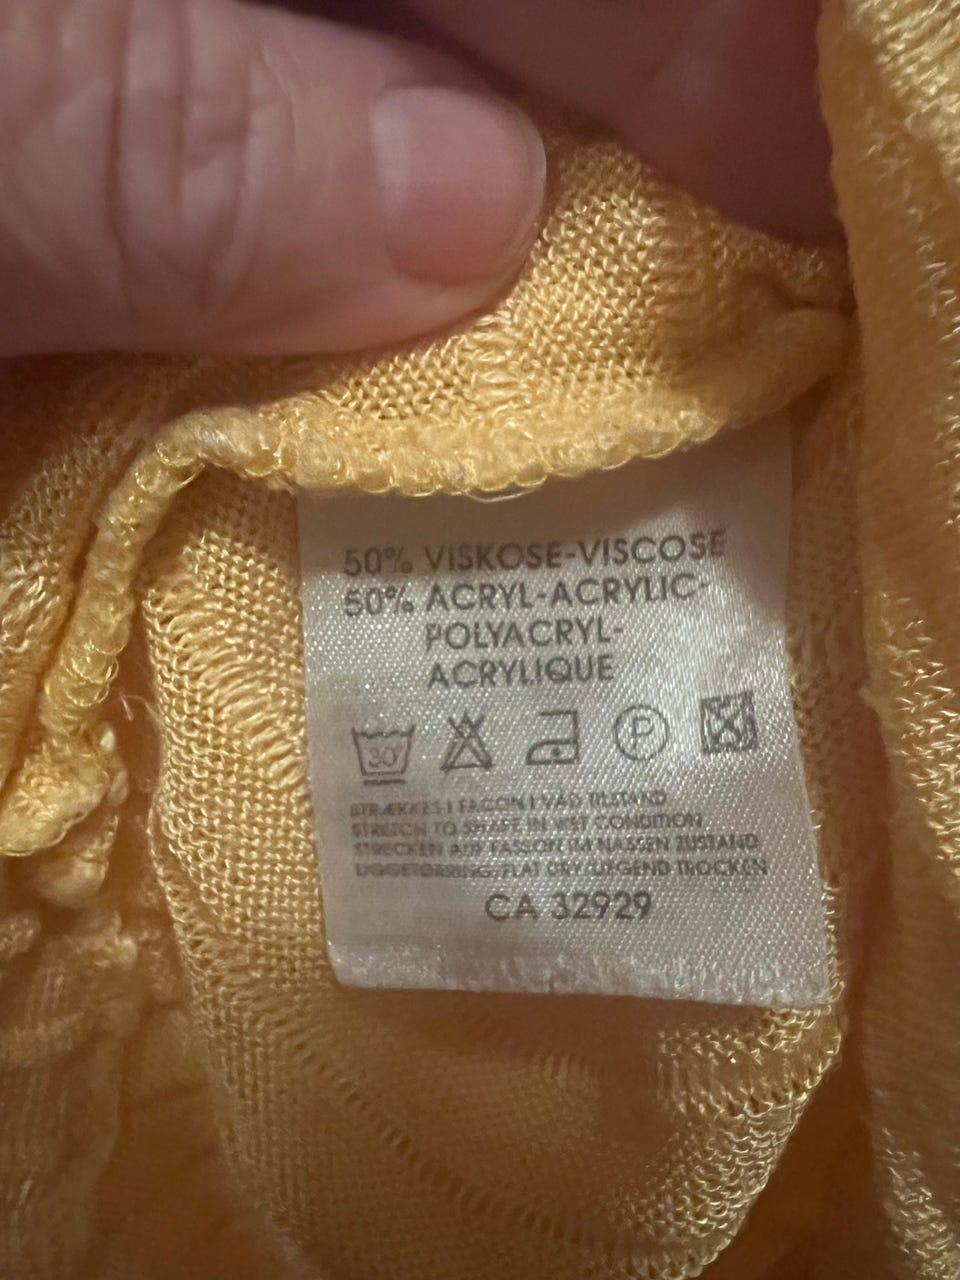 50% VISKOSE-VISCOSE
50% ACRYL-ACRYLIC-
POLYACRYL-
ACRYLIQUE
30° P
STRÆKKES I FACON I VÅD TILSTAND
STRETCH TO SHAPE IN WET CONDITION
STRECKEN AUF FASSON IM NASSEN ZUSTAND
LIGGETØRRING, FLAT DRY, LIEGEND TROCKEN
CA 32929